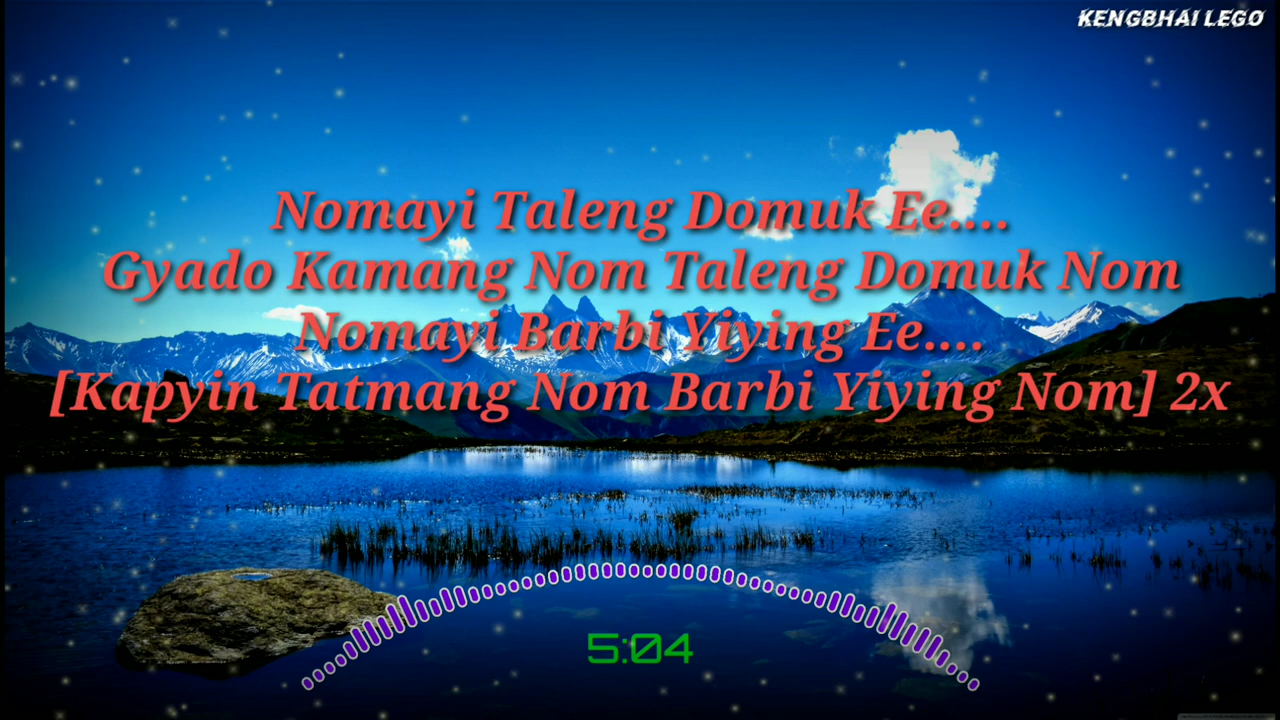 KENGBHAI LEGO
Nomayi Taleng Domuk Ee....
Gyado Kamang Nom Taleng Domuk Nom
Nomayi Barbi Yiying Ee....
[Kapyin Tatmang Nom Barbi Yiying Nom] 2x
5:04